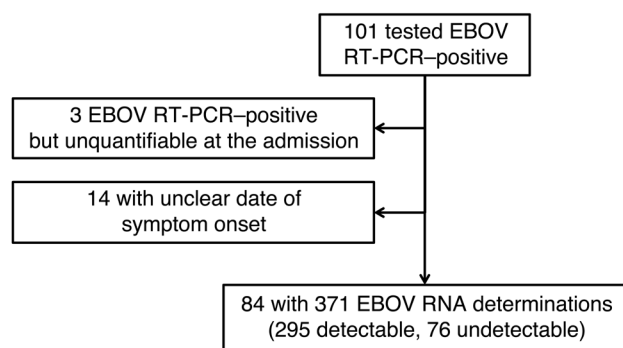 101 tested EBOV
RT-PCR–positive
3 EBOV RT-PCR–positive
but unquantifiable at the admission
14 with unclear date of
symptom onset
84 with 371 EBOV RNA determinations
(295 detectable, 76 undetectable)